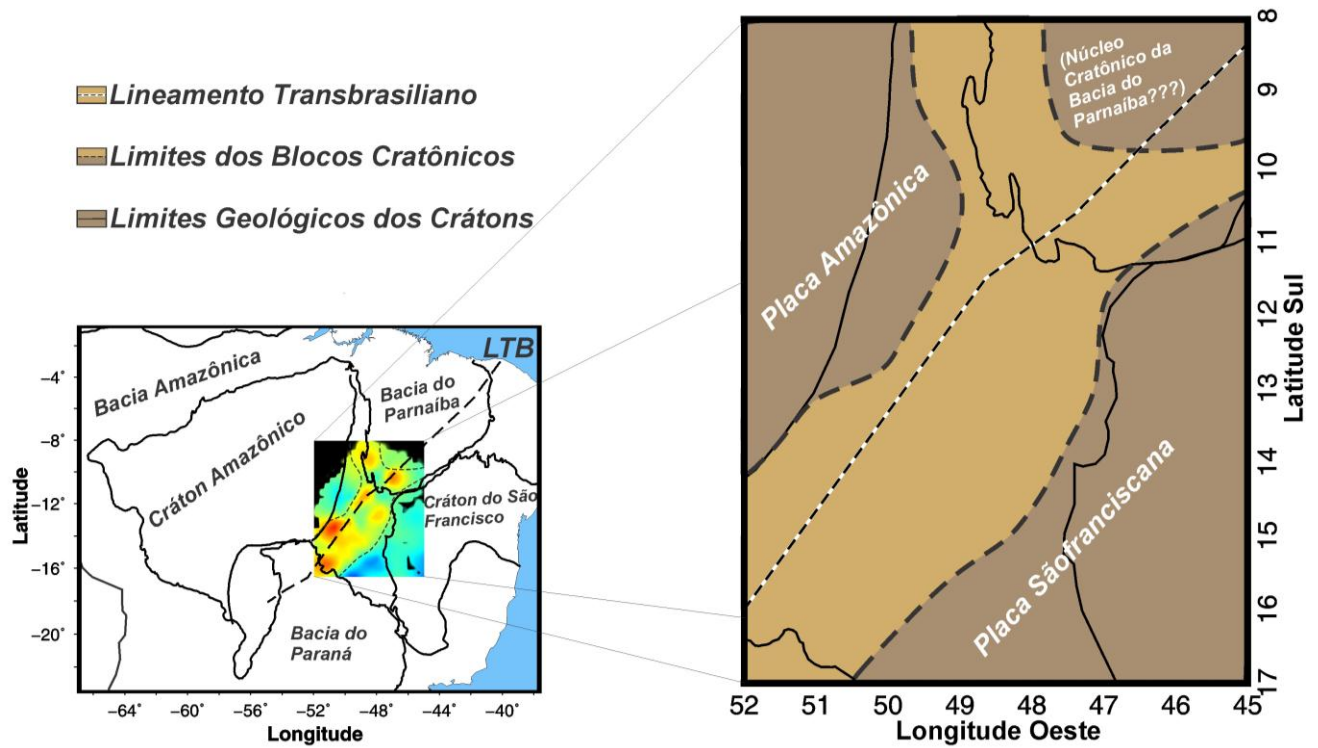 Lineamento Transbrasiliano
Limites dos Blocos Cratônicos
Limites Geológicos dos Crátons
LTB
Bacia Amazônica
Bacia do
Parnaíba
Cráton Amazônico
Cráton do São
Francisco
Bacia do
Paraná
Latitude
−4°
−8°
−12°
−16°
−20°
−64 −60 −56 −52 −48 −44 −40
Longitude
(Núcleo
Cratônico da
Bacia do
Parnaíba???)
Placa Amazônica
Placa Sãofranciscana
8
9
10
11
12
13
14
15
16
17
Latitude Sul
52 51 50 49 48 47 46 45
Longitude Oeste